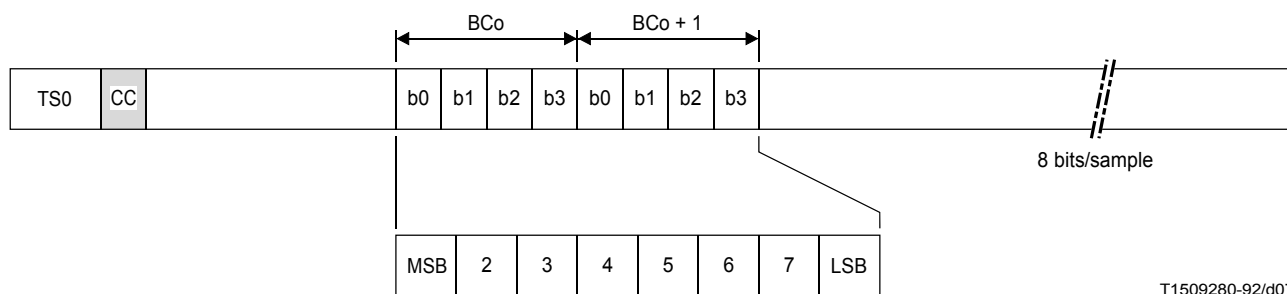 BCo BCo + 1
TS0 CC b0 b1 b2 b3 b0 b1 b2 b3
8 bits/sample
MSB 2 3 4 5 6 7 LSB